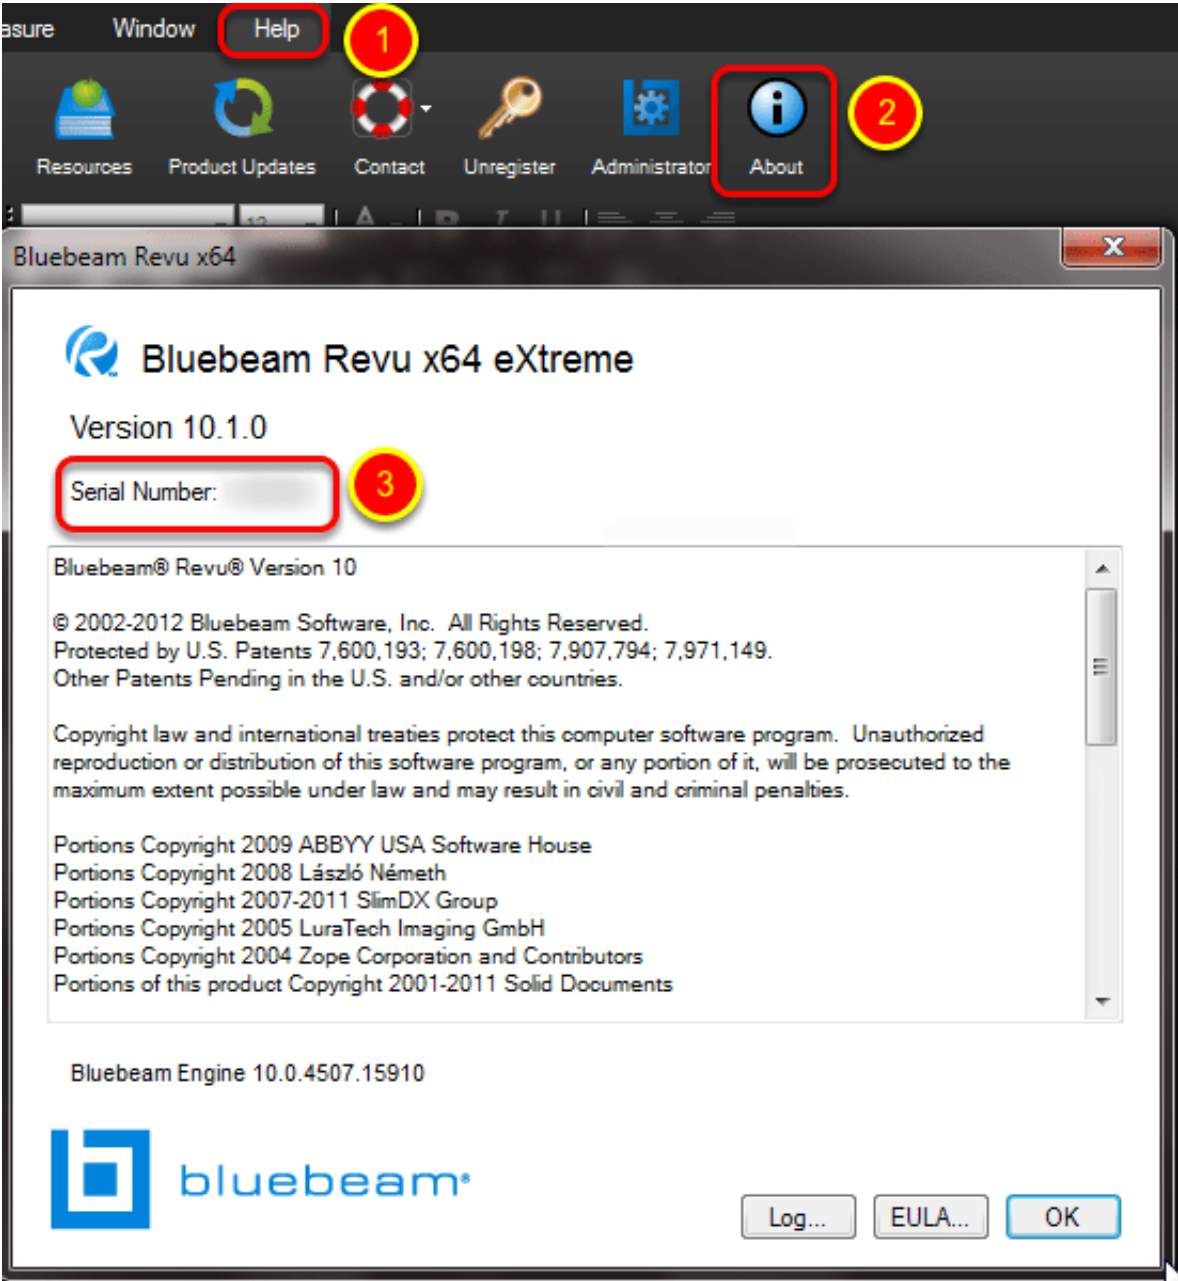 asure Window Help 1
Resources Product Updates Contact Unregister Administrator About 2
12 A B I U
Bluebeam Revu x64
Bluebeam Revu x64 eXtreme
Version 10.1.0
Serial Number: 3
Bluebeam® Revu® Version 10
© 2002-2012 Bluebeam Software, Inc. All Rights Reserved.
Protected by U.S. Patents 7,600,193; 7,600,198; 7,907,794; 7,971,149.
Other Patents Pending in the U.S. and/or other countries.
Copyright law and international treaties protect this computer software program. Unauthorized
reproduction or distribution of this software program, or any portion of it, will be prosecuted to the
maximum extent possible under law and may result in civil and criminal penalties.
Portions Copyright 2009 ABBYY USA Software House
Portions Copyright 2008 László Németh
Portions Copyright 2007-2011 SlimDX Group
Portions Copyright 2005 LuraTech Imaging GmbH
Portions Copyright 2004 Zope Corporation and Contributors
Portions of this product Copyright 2001-2011 Solid Documents
Bluebeam Engine 10.0.4507.15910
bluebeam®
Log... EULA... OK